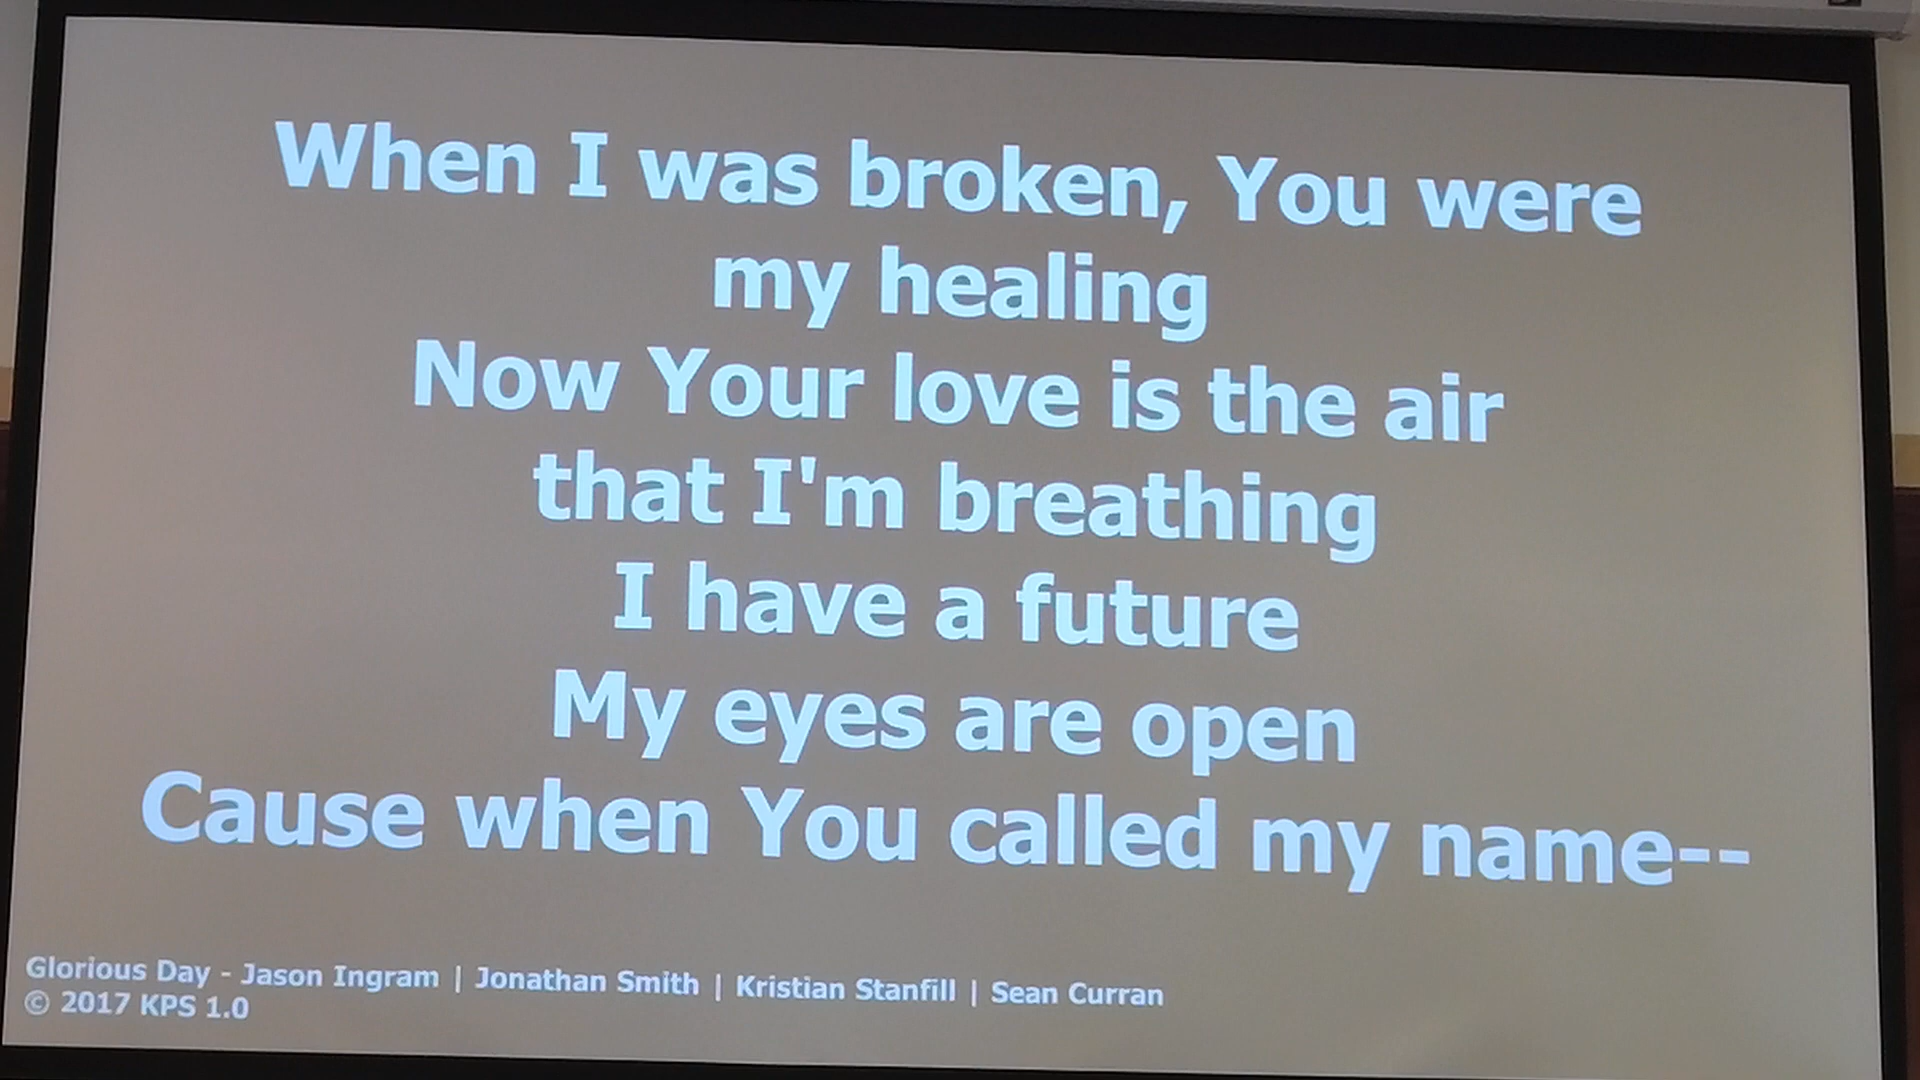 When I was broken, You were
my healing
Now Your love is the air
that I'm breathing
I have a future
My eyes are open
Cause when You called my name--
Glorious Day - Jason Ingram | Jonathan Smith | Kristian Stanfill | Sean Curran
© 2017 KPS 1.0